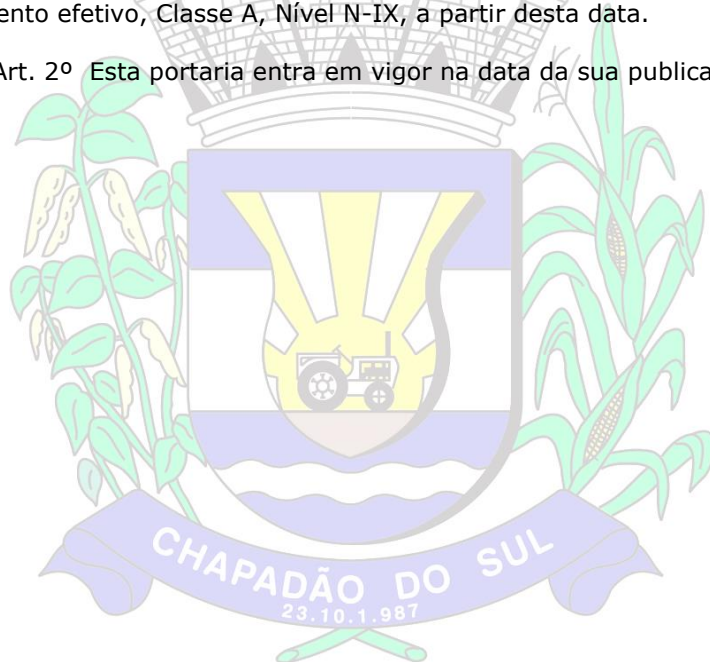 ento efetivo, Classe A, Nível N-IX, a partir desta data.
Art. 2º Esta portaria entra em vigor na data da sua publica
CHAPADÃO DO SUL
23.10.1.987